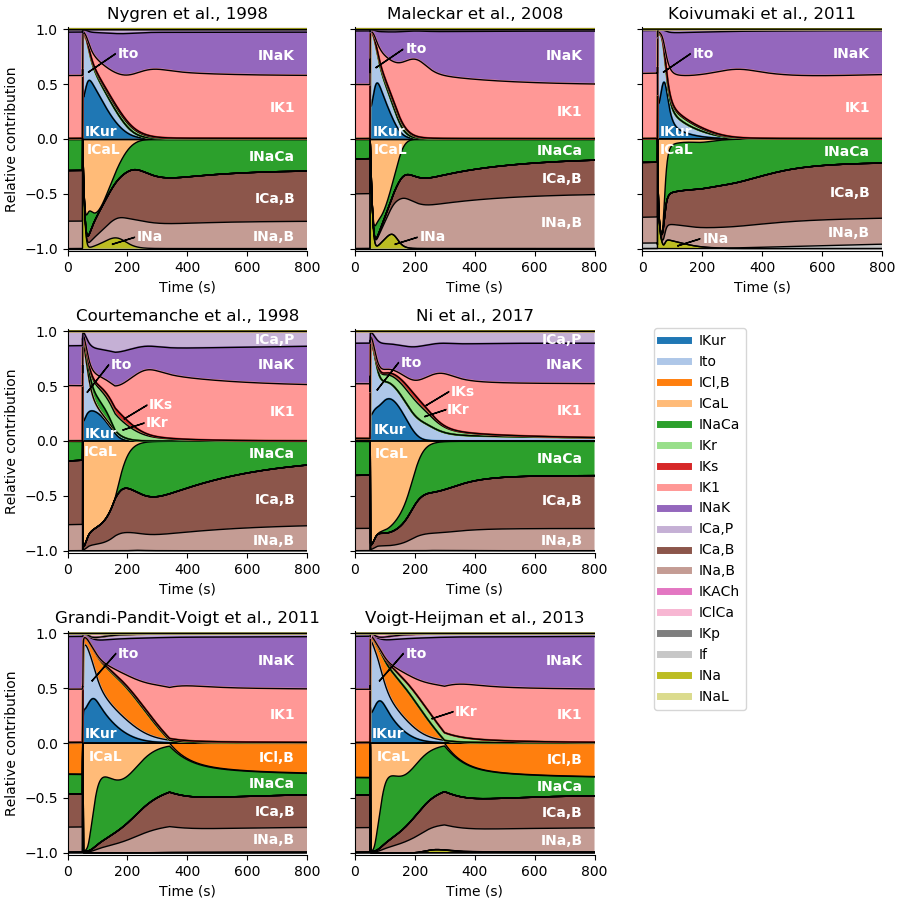 Nygren et al., 1998
Maleckar et al., 2008
Koivumaki et al., 2011
1.0
0.5
0.0
−0.5
−1.0
Relative contribution
Ito
INaK
IK1
IKur
ICaL
INaCa
ICa,B
INa
INa,B
0 200 400 600 800
Time (s)
Ito
INaK
IK1
IKur
ICaL
INaCa
ICa,B
INa,B
INa
0 200 400 600 800
Time (s)
Ito
INaK
IK1
IKur
ICaL
INaCa
ICa,B
INa,B
INa
0 200 400 600 800
Time (s)
Courtemanche et al., 1998
Ni et al., 2017
1.0
0.5
0.0
−0.5
−1.0
Relative contribution
ICa,P
Ito
INaK
IKs
IK1
IKr
IKur
ICaL
INaCa
ICa,B
INa,B
0 200 400 600 800
Time (s)
ICa,P
Ito
INaK
IKs
IKr
IK1
IKur
ICaL
INaCa
ICa,B
INa,B
0 200 400 600 800
Time (s)
IKur
Ito
ICl,B
ICaL
INaCa
IKr
IKs
IK1
INaK
ICa,P
ICa,B
INa,B
IKACh
IClCa
IKp
If
INa
INaL
Grandi-Pandit-Voigt et al., 2011
Voigt-Heijman et al., 2013
1.0
0.5
0.0
−0.5
−1.0
Relative contribution
Ito
INaK
IK1
IKur
ICaL
ICl,B
INaCa
ICa,B
INa,B
0 200 400 600 800
Time (s)
Ito
INaK
IKr
IK1
IKur
ICaL
ICl,B
INaCa
ICa,B
INa,B
0 200 400 600 800
Time (s)